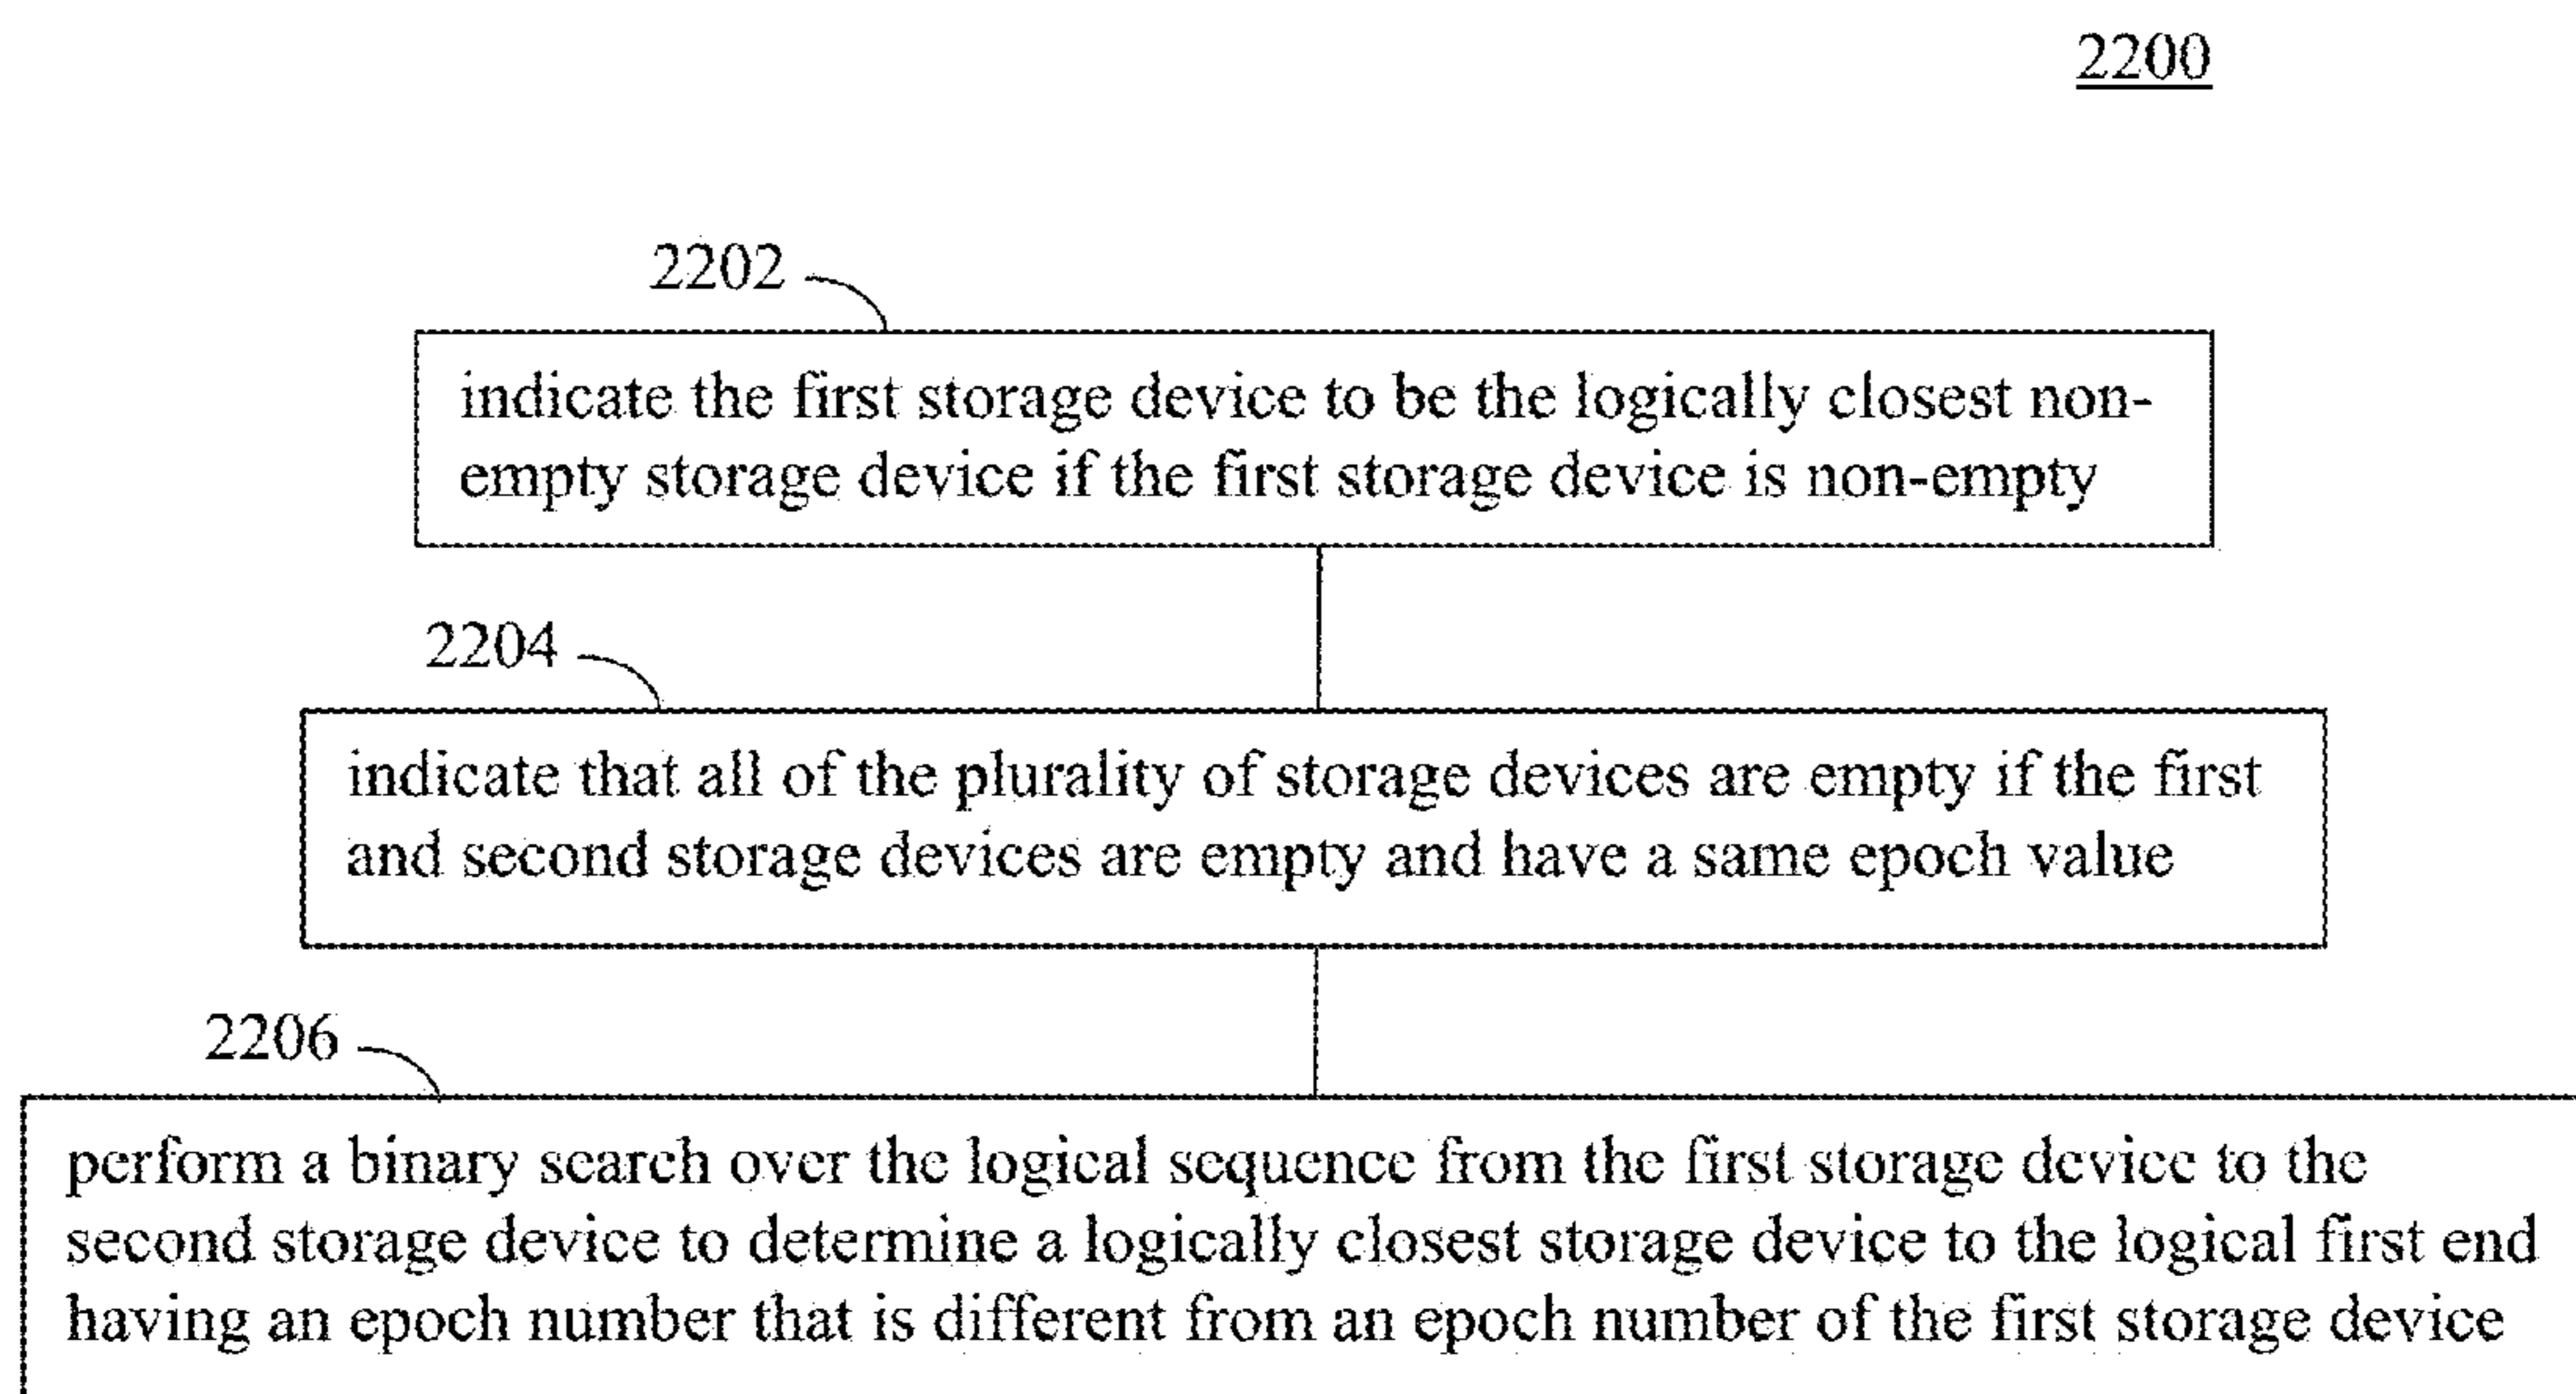 2200
2202
indicate the first storage device to be the logically closest non-
empty storage device if the first storage device is non-empty
2204
indicate that all of the plurality of storage devices are empty if the first
and second storage devices are empty and have a same epoch value
2206
perform a binary search over the logical sequence from the first storage device to the
second storage device to determine a logically closest storage device to the logical first end
having an epoch number that is different from an epoch number of the first storage device